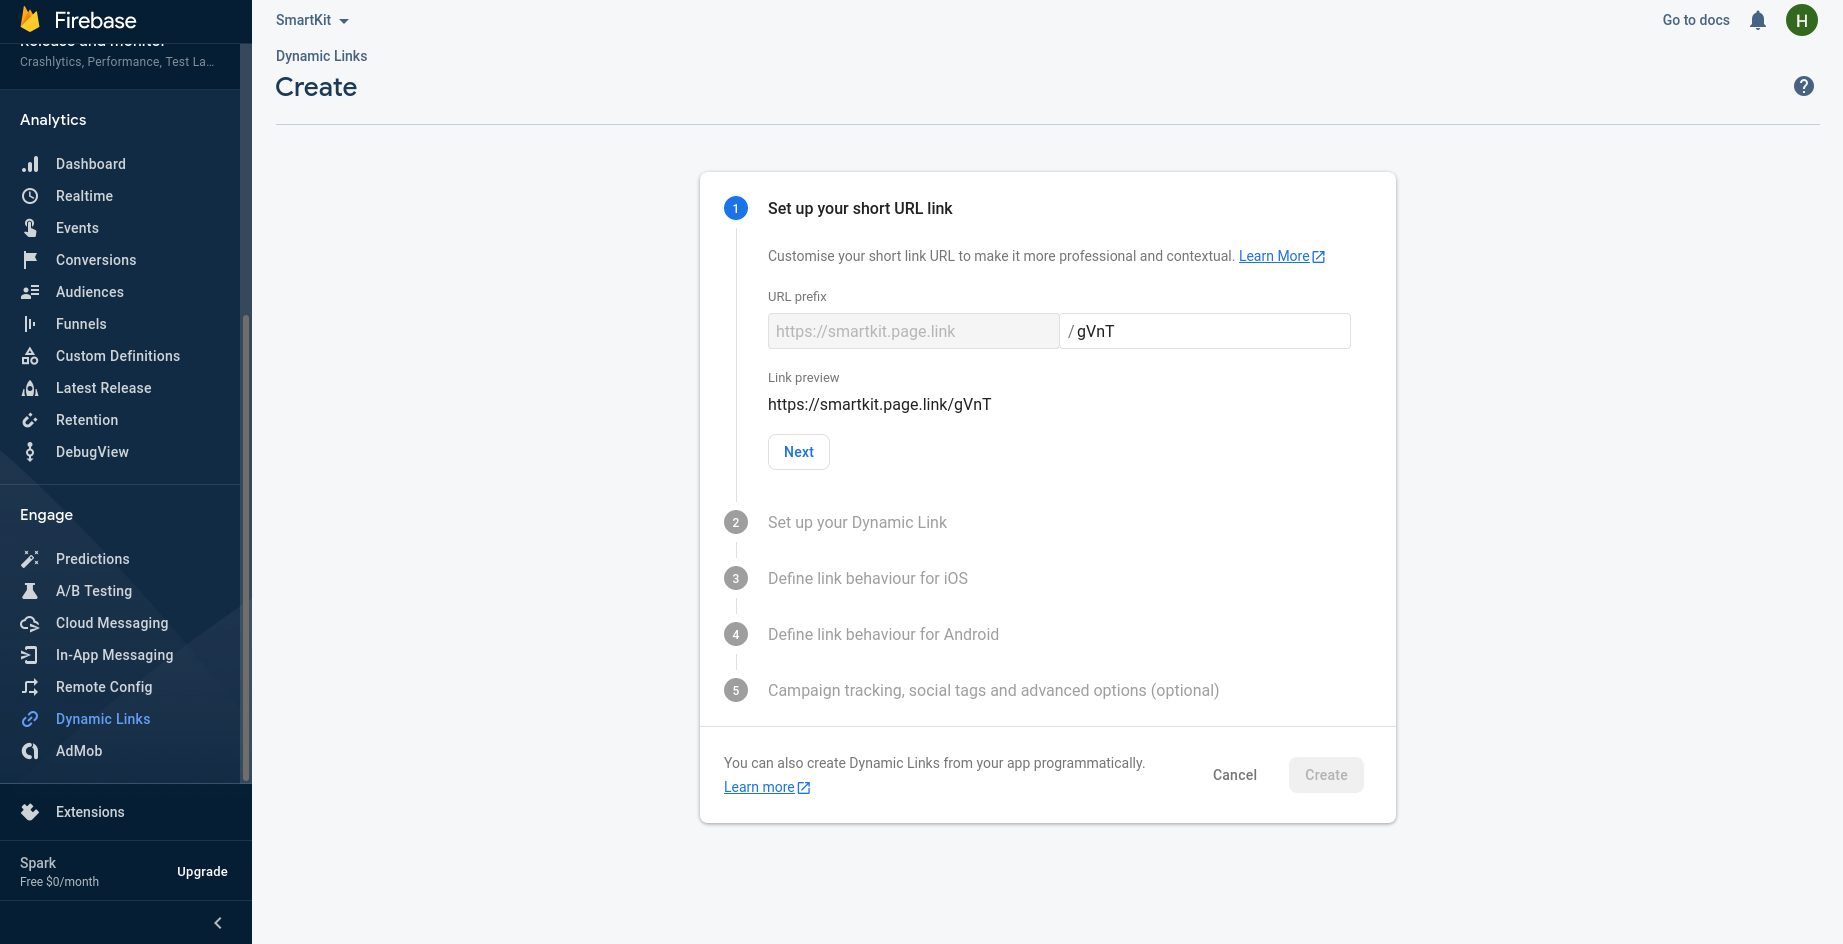 Firebase
Release and monitor
Crashlytics, Performance, Test La...
Analytics
Dashboard
Realtime
Events
Conversions
Audiences
Funnels
Custom Definitions
Latest Release
Retention
DebugView
Engage
Predictions
A/B Testing
Cloud Messaging
In-App Messaging
Remote Config
Dynamic Links
AdMob
Extensions
Spark
Free $0/month
Upgrade
SmartKit
Go to docs
H
Dynamic Links
Create
?
1 Set up your short URL link
Customise your short link URL to make it more professional and contextual. Learn More
URL prefix
https://smartkit.page.link / gVnT
Link preview
https://smartkit.page.link/gVnT
Next
2 Set up your Dynamic Link
3 Define link behaviour for iOS
4 Define link behaviour for Android
5 Campaign tracking, social tags and advanced options (optional)
You can also create Dynamic Links from your app programmatically.
Learn more
Cancel
Create